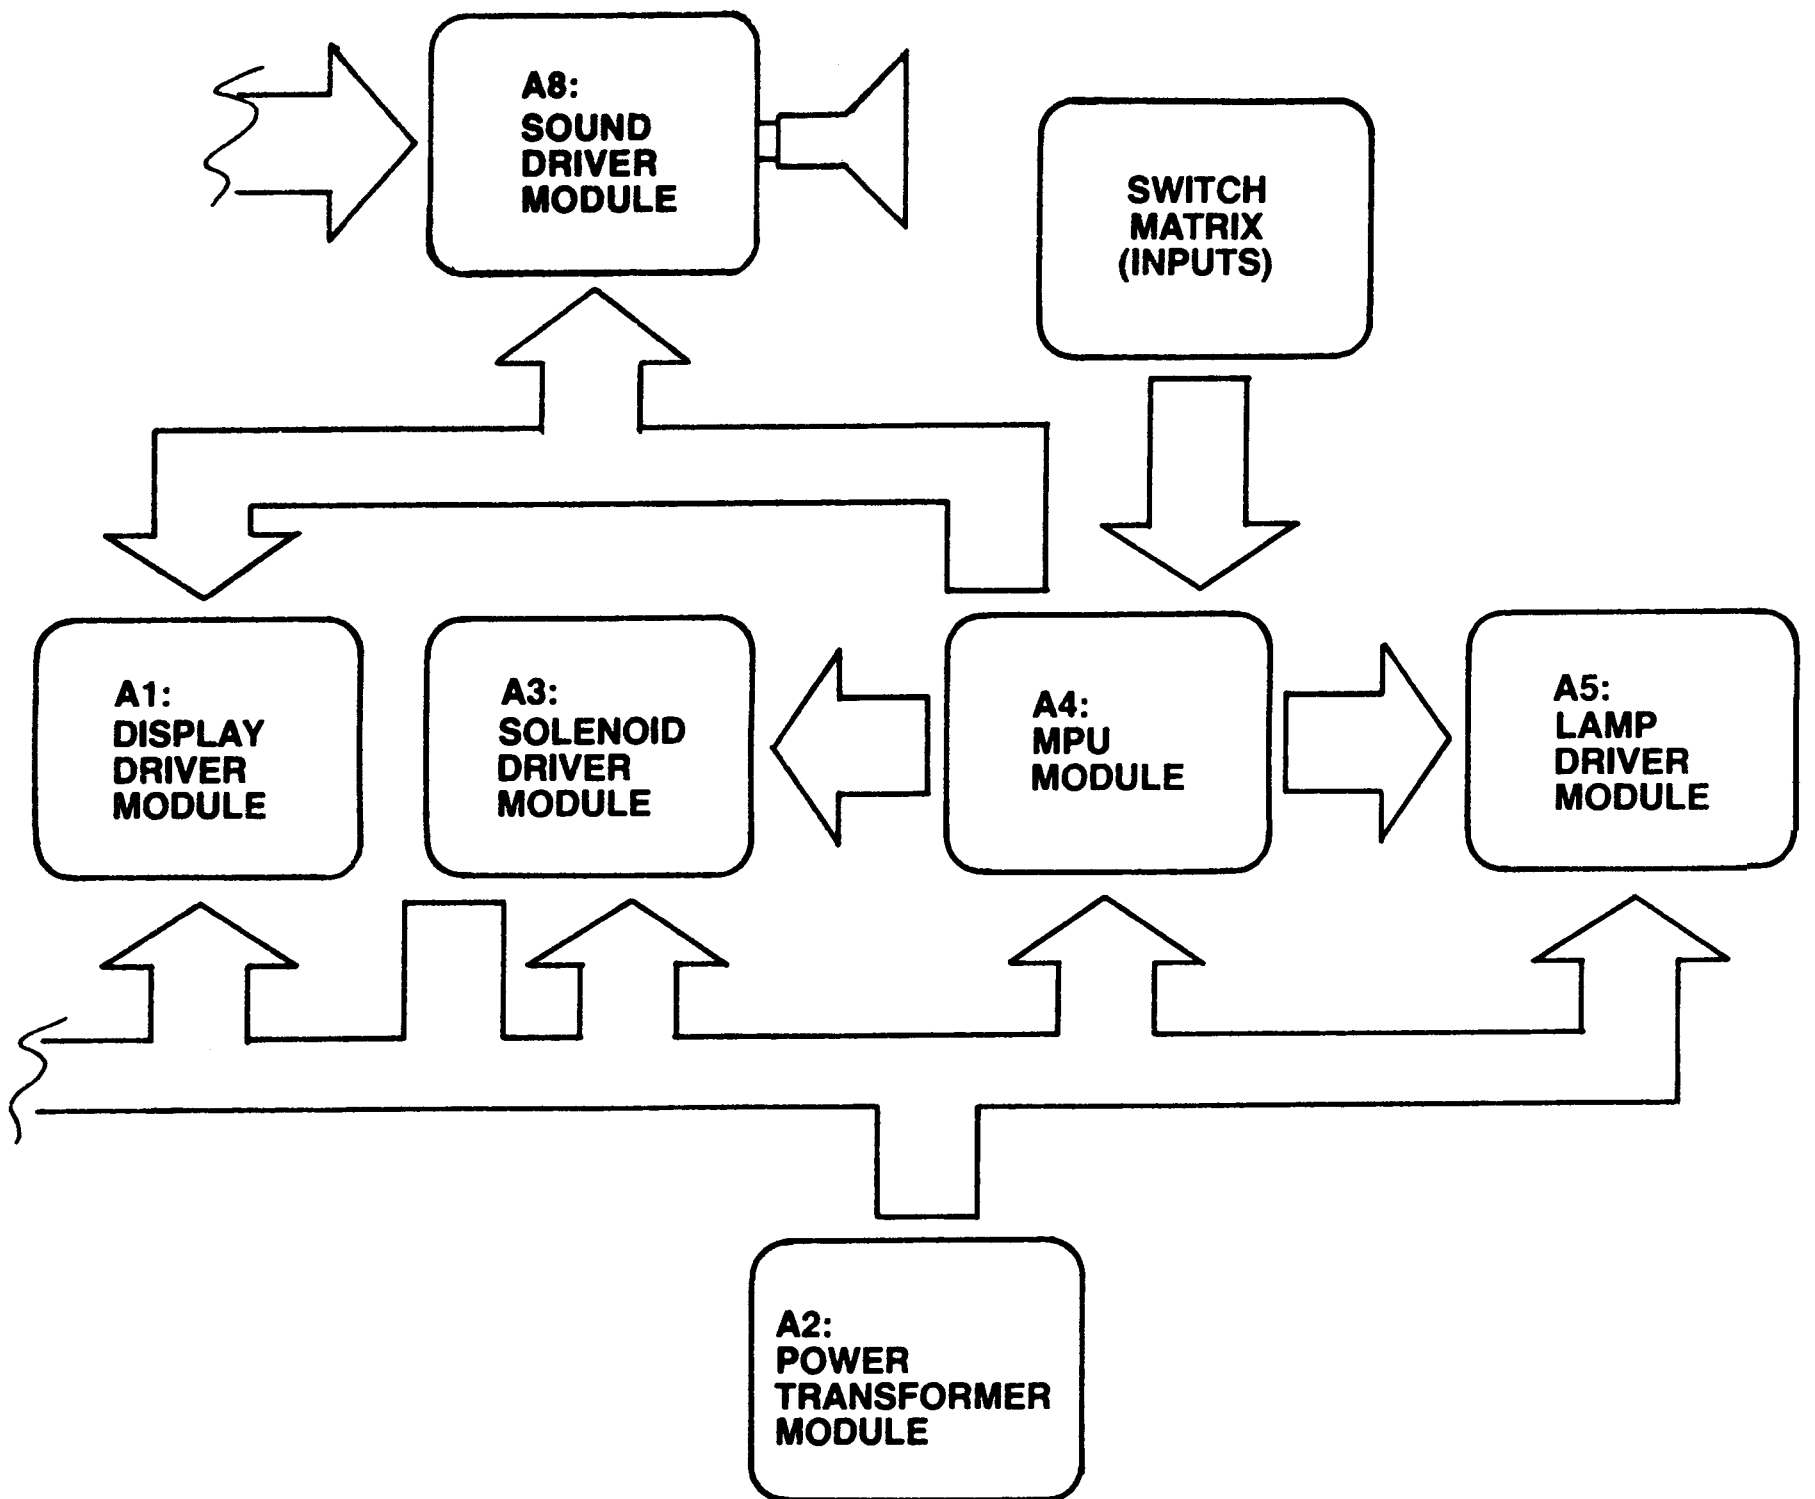 A8:
SOUND
DRIVER
MODULE
SWITCH
MATRIX
(INPUTS)
A1:
DISPLAY
DRIVER
MODULE
A3:
SOLENOID
DRIVER
MODULE
A4:
MPU
MODULE
A5:
LAMP
DRIVER
MODULE
A2:
POWER
TRANSFORMER
MODULE